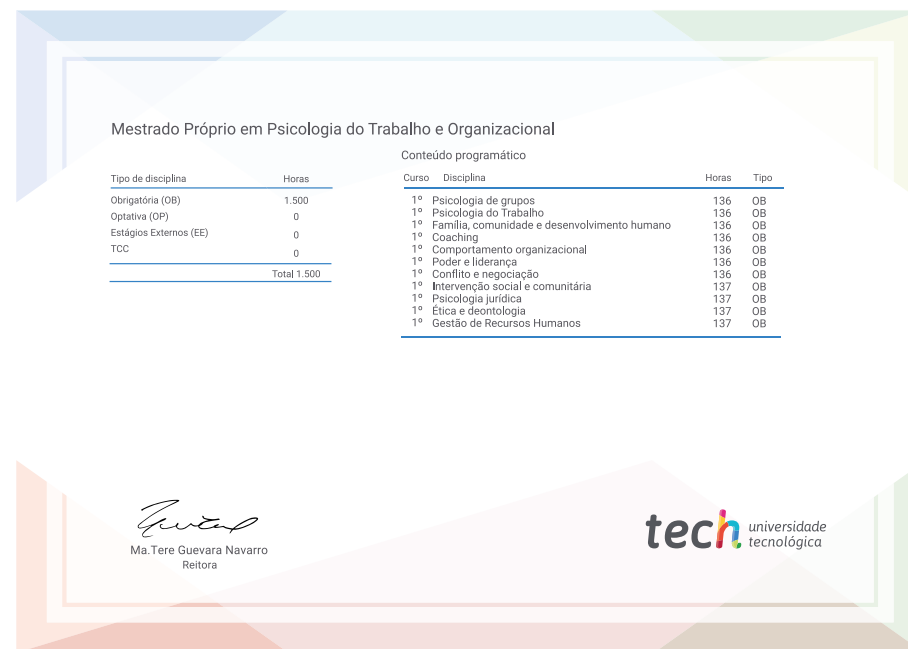 Mestrado Próprio em Psicologia do Trabalho e Organizacional
Tipo de disciplina Horas
Obrigatória (OB) 1.500
Optativa (OP) 0
Estágios Externos (EE) 0
TCC 0
Total 1.500
Conteúdo programático
Curso Disciplina Horas Tipo
1º Psicologia de grupos 136 OB
1º Psicologia do Trabalho 136 OB
1º Família, comunidade e desenvolvimento humano 136 OB
1º Coaching 136 OB
1º Comportamento organizacional 136 OB
1º Poder e liderança 136 OB
1º Conflito e negociação 136 OB
1º Intervenção social e comunitária 137 OB
1º Psicologia jurídica 137 OB
1º Ética e deontologia 137 OB
1º Gestão de Recursos Humanos 137 OB
Ma.Tere Guevara Navarro
Reitora
tech universidade
tecnológica